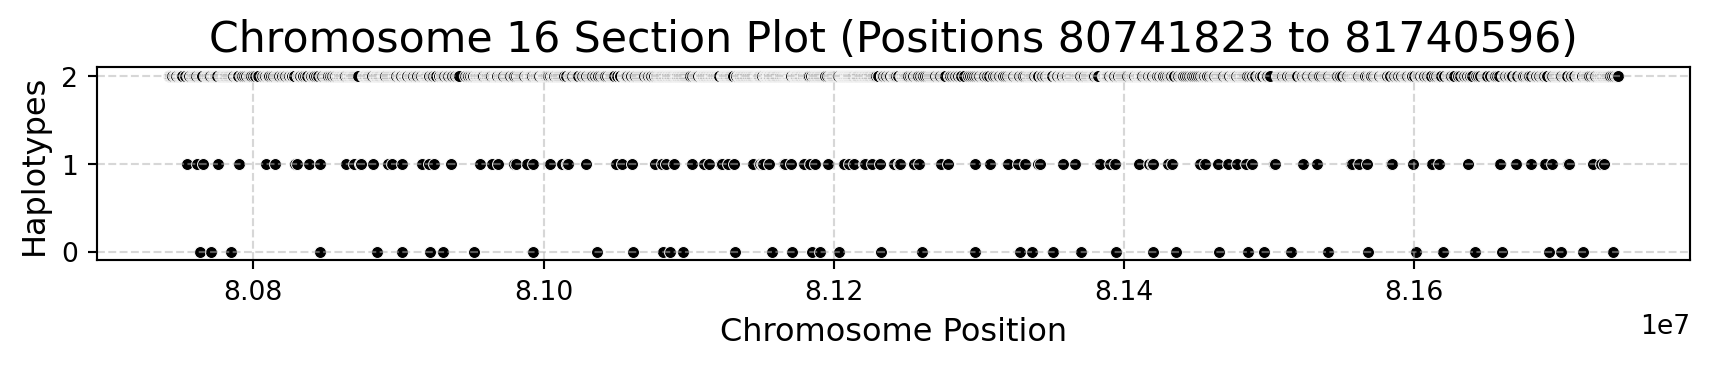 Chromosome 16 Section Plot (Positions 80741823 to 81740596)
Haplotypes
2
1
0
8.08 8.10 8.12 8.14 8.16
1e7
Chromosome Position